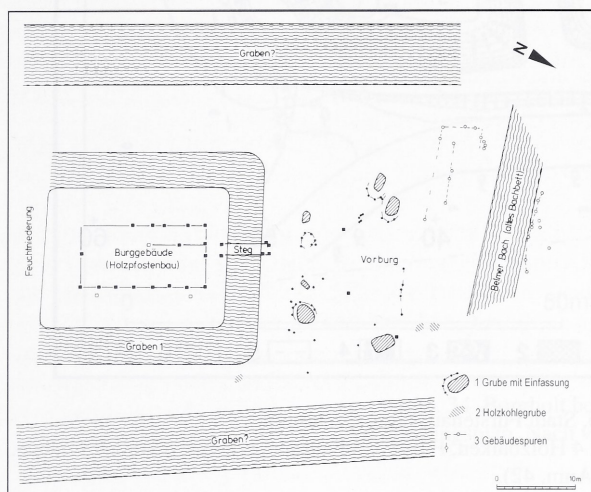 Graben?
N
Feuchtniederung
Burggebäude
(Holzpfostenbau)
Steg
Vorburg
Belmer Bach (altes Bachbett)
Graben 1
1 Grube mit Einfassung
2 Holzkohlegrube
3 Gebäudespuren
Graben?
0 10m